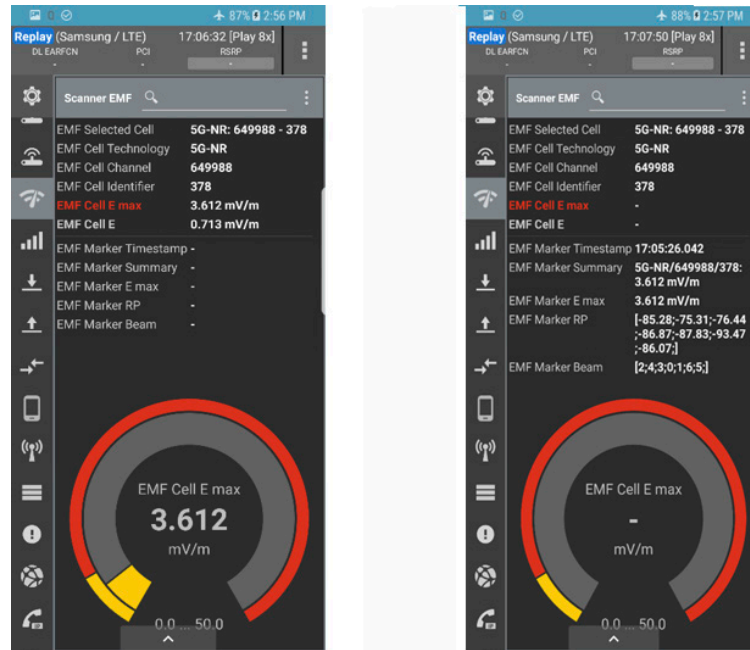 87% 2:56 PM
Replay (Samsung / LTE) 17:06:32 [Play 8x]
DL EARFCN PCI RSRP
- - -
Scanner EMF
EMF Selected Cell 5G-NR: 649988 - 378
EMF Cell Technology 5G-NR
EMF Cell Channel 649988
EMF Cell Identifier 378
EMF Cell E max 3.612 mV/m
EMF Cell E 0.713 mV/m
EMF Marker Timestamp -
EMF Marker Summary -
EMF Marker E max -
EMF Marker RP -
EMF Marker Beam -
EMF Cell E max
3.612
mV/m
0.0 ... 50.0
88% 2:57 PM
Replay (Samsung / LTE) 17:07:50 [Play 8x]
DL EARFCN PCI RSRP
- - -
Scanner EMF
EMF Selected Cell 5G-NR: 649988 - 378
EMF Cell Technology 5G-NR
EMF Cell Channel 649988
EMF Cell Identifier 378
EMF Cell E max -
EMF Cell E -
EMF Marker Timestamp 17:05:26.042
EMF Marker Summary 5G-NR/649988/378:
3.612 mV/m
EMF Marker E max 3.612 mV/m
EMF Marker RP [-85.28;-75.31;-76.44
;-86.87;-87.83;-93.47
;-86.07;]
EMF Marker Beam [2;4;3;0;1;6;5;]
EMF Cell E max
-
mV/m
0.0 ... 50.0